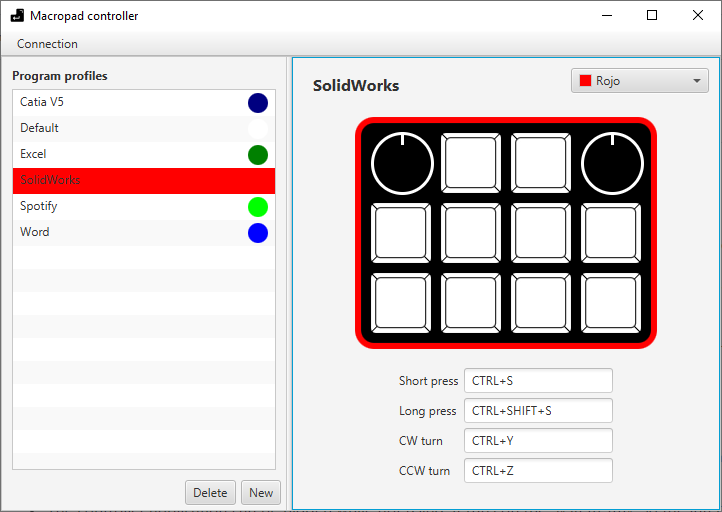 Macropad controller
Connection
Program profiles
Catia V5
Default
Excel
SolidWorks
Spotify
Word
Delete
New
SolidWorks
Rojo
Short press CTRL+S
Long press CTRL+SHIFT+S
CW turn CTRL+Y
CCW turn CTRL+Z